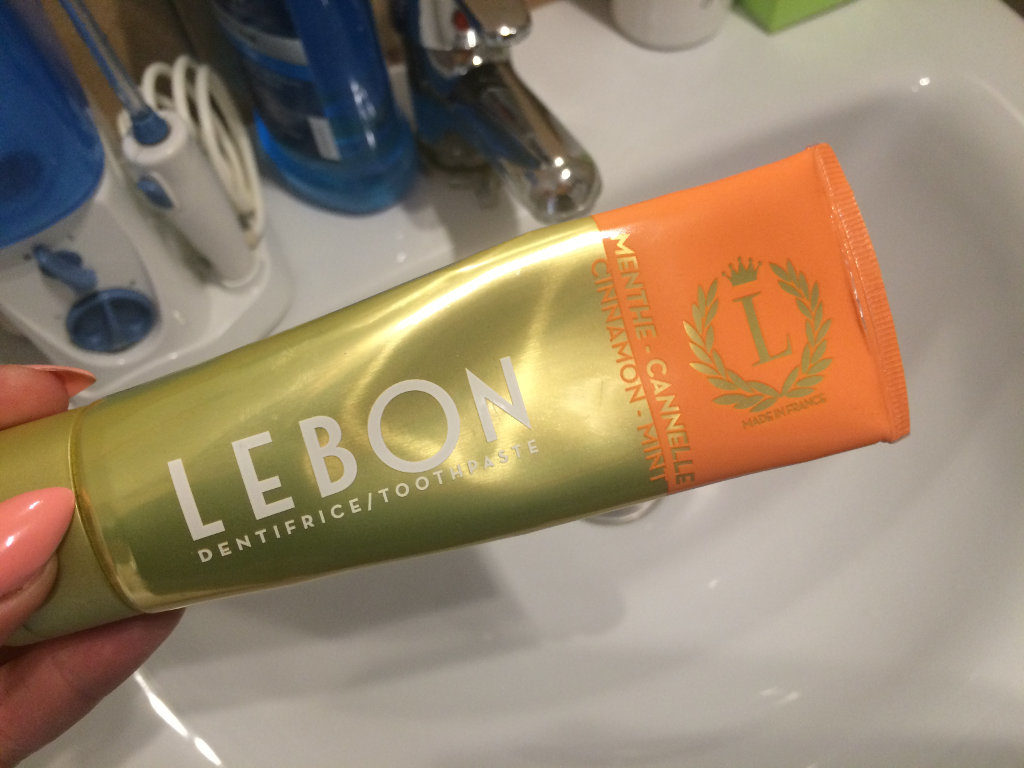 LEBON
DENTIFRICE/TOOTHPASTE
MENTHE - CANNELLE
CINNAMON - MINT
L
MADE IN FRANCE